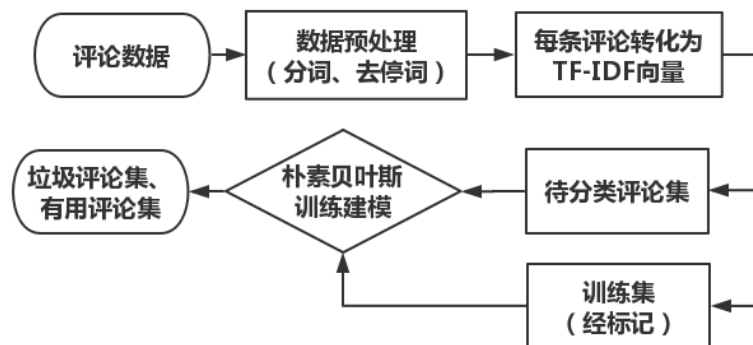 评论数据
数据预处理
（分词、去停词）
每条评论转化为
TF-IDF向量
垃圾评论集、
有用评论集
朴素贝叶斯
训练建模
待分类评论集
训练集
（经标记）